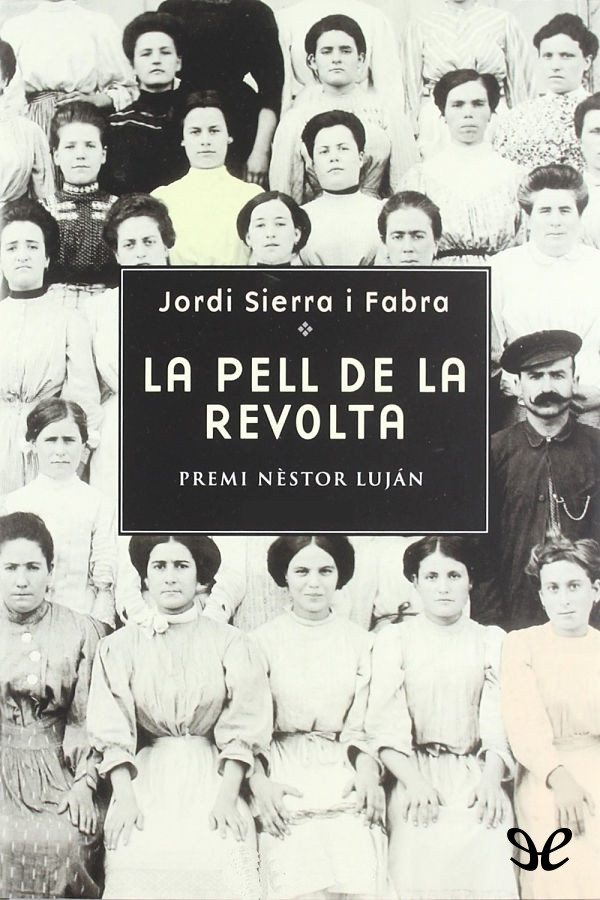 Jordi Sierra i Fabra
LA PELL DE LA
REVOLTA
PREMI NÈSTOR LUJÁN